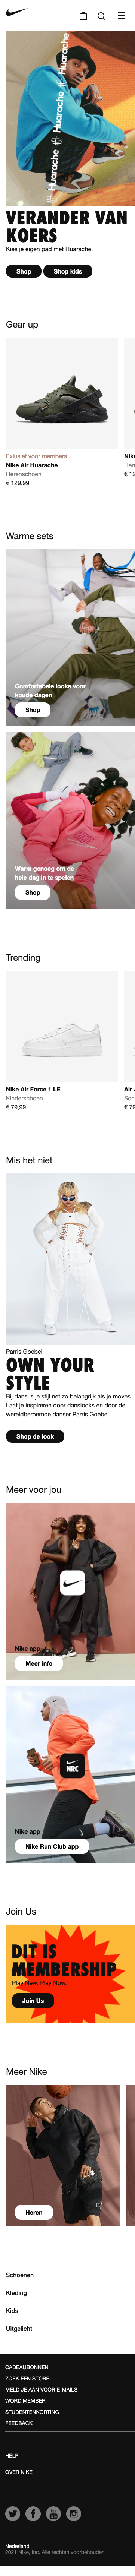 Huarache Huarache Huarache
VERANDER VAN
KOERS
Kies je eigen pad met Huarache.
Shop
Shop kids
Gear up
Exlusief voor members
Nike Air Huarache
Herenschoen
€ 129,99
Nike
Her
€ 12
Warme sets
Comfortabele looks voor
koude dagen
Shop
Warm genoeg om de
hele dag in te spelen
Shop
Trending
Nike Air Force 1 LE
Kinderschoen
€ 79,99
Air
Sch
€ 79
Mis het niet
Parris Goebel
OWN YOUR
STYLE
Bij dans is je stijl net zo belangrijk als je moves.
Laat je inspireren door danslooks en door de
wereldberoemde danser Parris Goebel.
Shop de look
Meer voor jou
Nike app
Meer info
NRC
Nike app
Nike Run Club app
Join Us
DIT IS
MEMBERSHIP
Play New. Play Now.
Join Us
Meer Nike
Heren
Schoenen
Kleding
Kids
Uitgelicht
CADEAUBONNEN
ZOEK EEN STORE
MELD JE AAN VOOR E-MAILS
WORD MEMBER
STUDENTENKORTING
FEEDBACK
HELP
OVER NIKE
You
Tube
Nederland
2021 Nike, Inc. Alle rechten voorbehouden